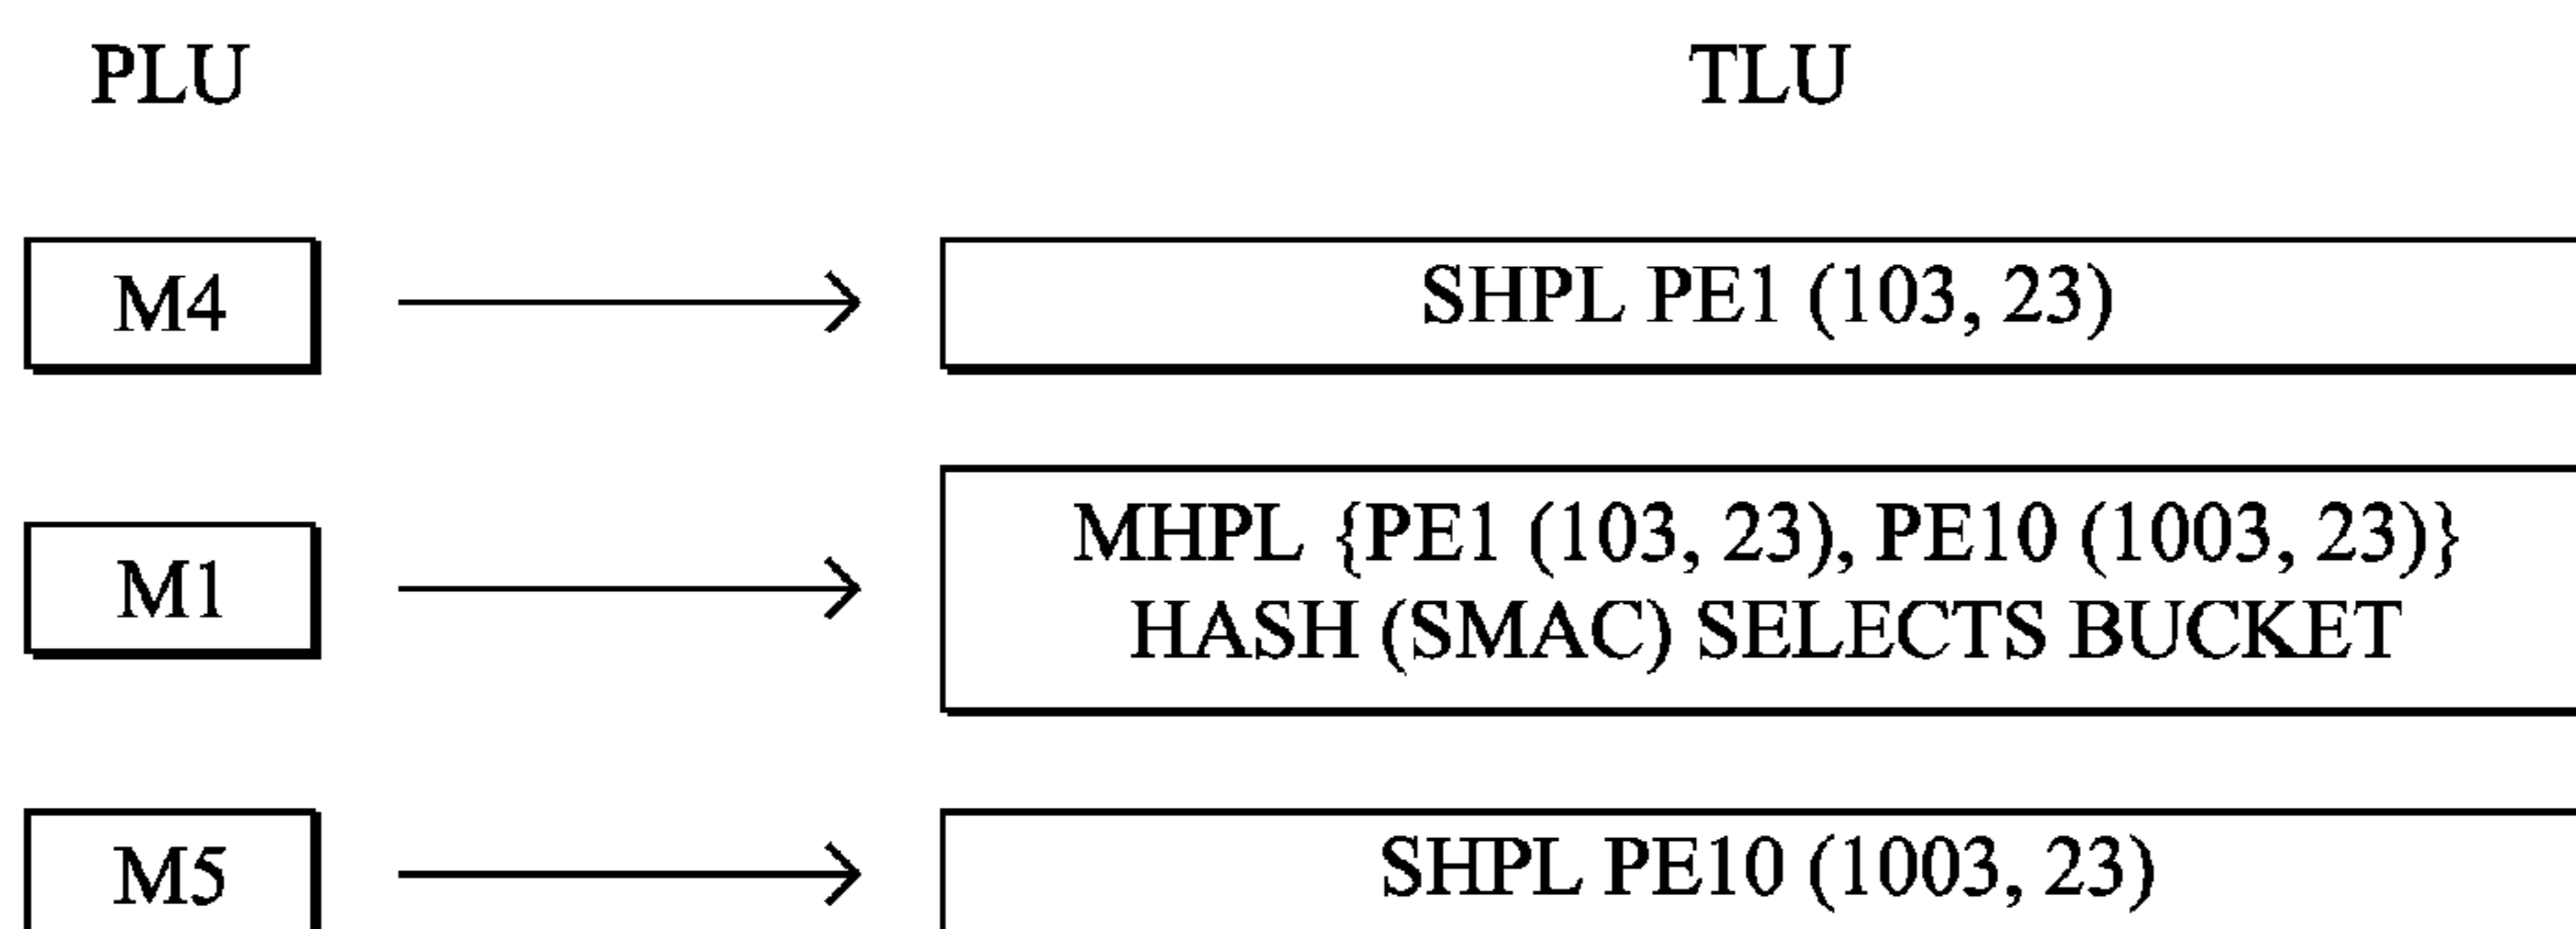 PLU TLU
M4 SHPL PE1 (103, 23)
M1 MHPL {PE1 (103, 23), PE10 (1003, 23)}
HASH (SMAC) SELECTS BUCKET
M5 SHPL PE10 (1003, 23)